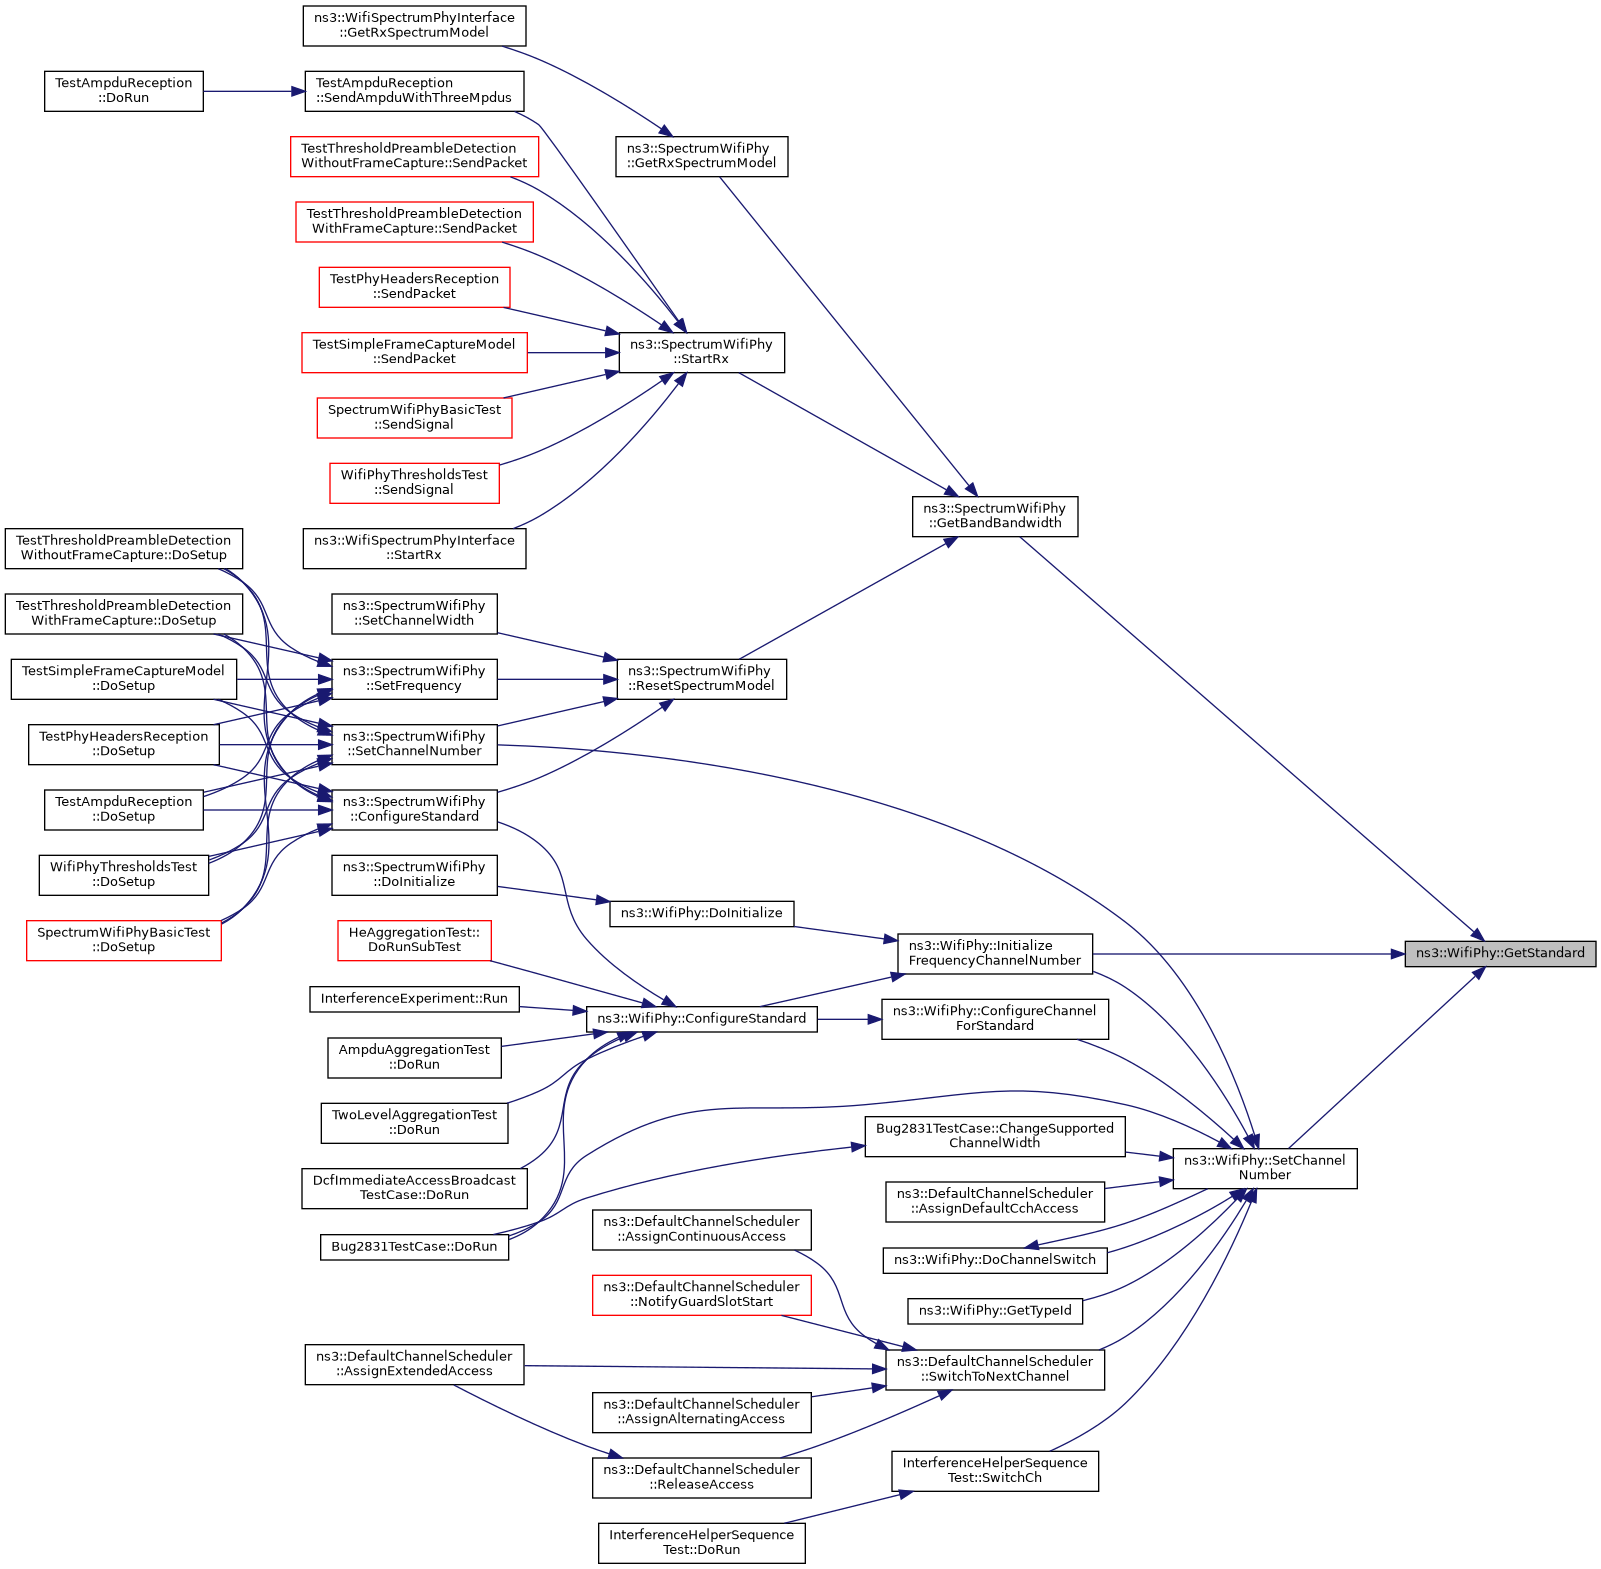 ns3::WifiSpectrumPhyInterface
::GetRxSpectrumModel
TestAmpduReception
::DoRun
TestAmpduReception
::SendAmpduWithThreeMpdus
TestThresholdPreambleDetection
WithoutFrameCapture::SendPacket
ns3::SpectrumWifiPhy
::GetRxSpectrumModel
TestThresholdPreambleDetection
WithFrameCapture::SendPacket
TestPhyHeadersReception
::SendPacket
TestSimpleFrameCaptureModel
::SendPacket
ns3::SpectrumWifiPhy
::StartRx
SpectrumWifiPhyBasicTest
::SendSignal
WifiPhyThresholdsTest
::SendSignal
ns3::SpectrumWifiPhy
::GetBandBandwidth
ns3::WifiSpectrumPhyInterface
::StartRx
TestThresholdPreambleDetection
WithoutFrameCapture::DoSetup
ns3::SpectrumWifiPhy
::SetChannelWidth
TestThresholdPreambleDetection
WithFrameCapture::DoSetup
TestSimpleFrameCaptureModel
::DoSetup
ns3::SpectrumWifiPhy
::SetFrequency
ns3::SpectrumWifiPhy
::ResetSpectrumModel
TestPhyHeadersReception
::DoSetup
ns3::SpectrumWifiPhy
::SetChannelNumber
TestAmpduReception
::DoSetup
ns3::SpectrumWifiPhy
::ConfigureStandard
WifiPhyThresholdsTest
::DoSetup
ns3::SpectrumWifiPhy
::DoInitialize
ns3::WifiPhy::DoInitialize
SpectrumWifiPhyBasicTest
::DoSetup
HeAggregationTest::
DoRunSubTest
ns3::WifiPhy::Initialize
FrequencyChannelNumber
ns3::WifiPhy::GetStandard
InterferenceExperiment::Run
ns3::WifiPhy::ConfigureStandard
ns3::WifiPhy::ConfigureChannel
ForStandard
AmpduAggregationTest
::DoRun
TwoLevelAggregationTest
::DoRun
Bug2831TestCase::ChangeSupported
ChannelWidth
ns3::WifiPhy::SetChannel
Number
DcfImmediateAccessBroadcast
TestCase::DoRun
ns3::DefaultChannelScheduler
::AssignDefaultCchAccess
Bug2831TestCase::DoRun
ns3::DefaultChannelScheduler
::AssignContinuousAccess
ns3::WifiPhy::DoChannelSwitch
ns3::DefaultChannelScheduler
::NotifyGuardSlotStart
ns3::WifiPhy::GetTypeId
ns3::DefaultChannelScheduler
::AssignExtendedAccess
ns3::DefaultChannelScheduler
::SwitchToNextChannel
ns3::DefaultChannelScheduler
::AssignAlternatingAccess
ns3::DefaultChannelScheduler
::ReleaseAccess
InterferenceHelperSequence
Test::SwitchCh
InterferenceHelperSequence
Test::DoRun